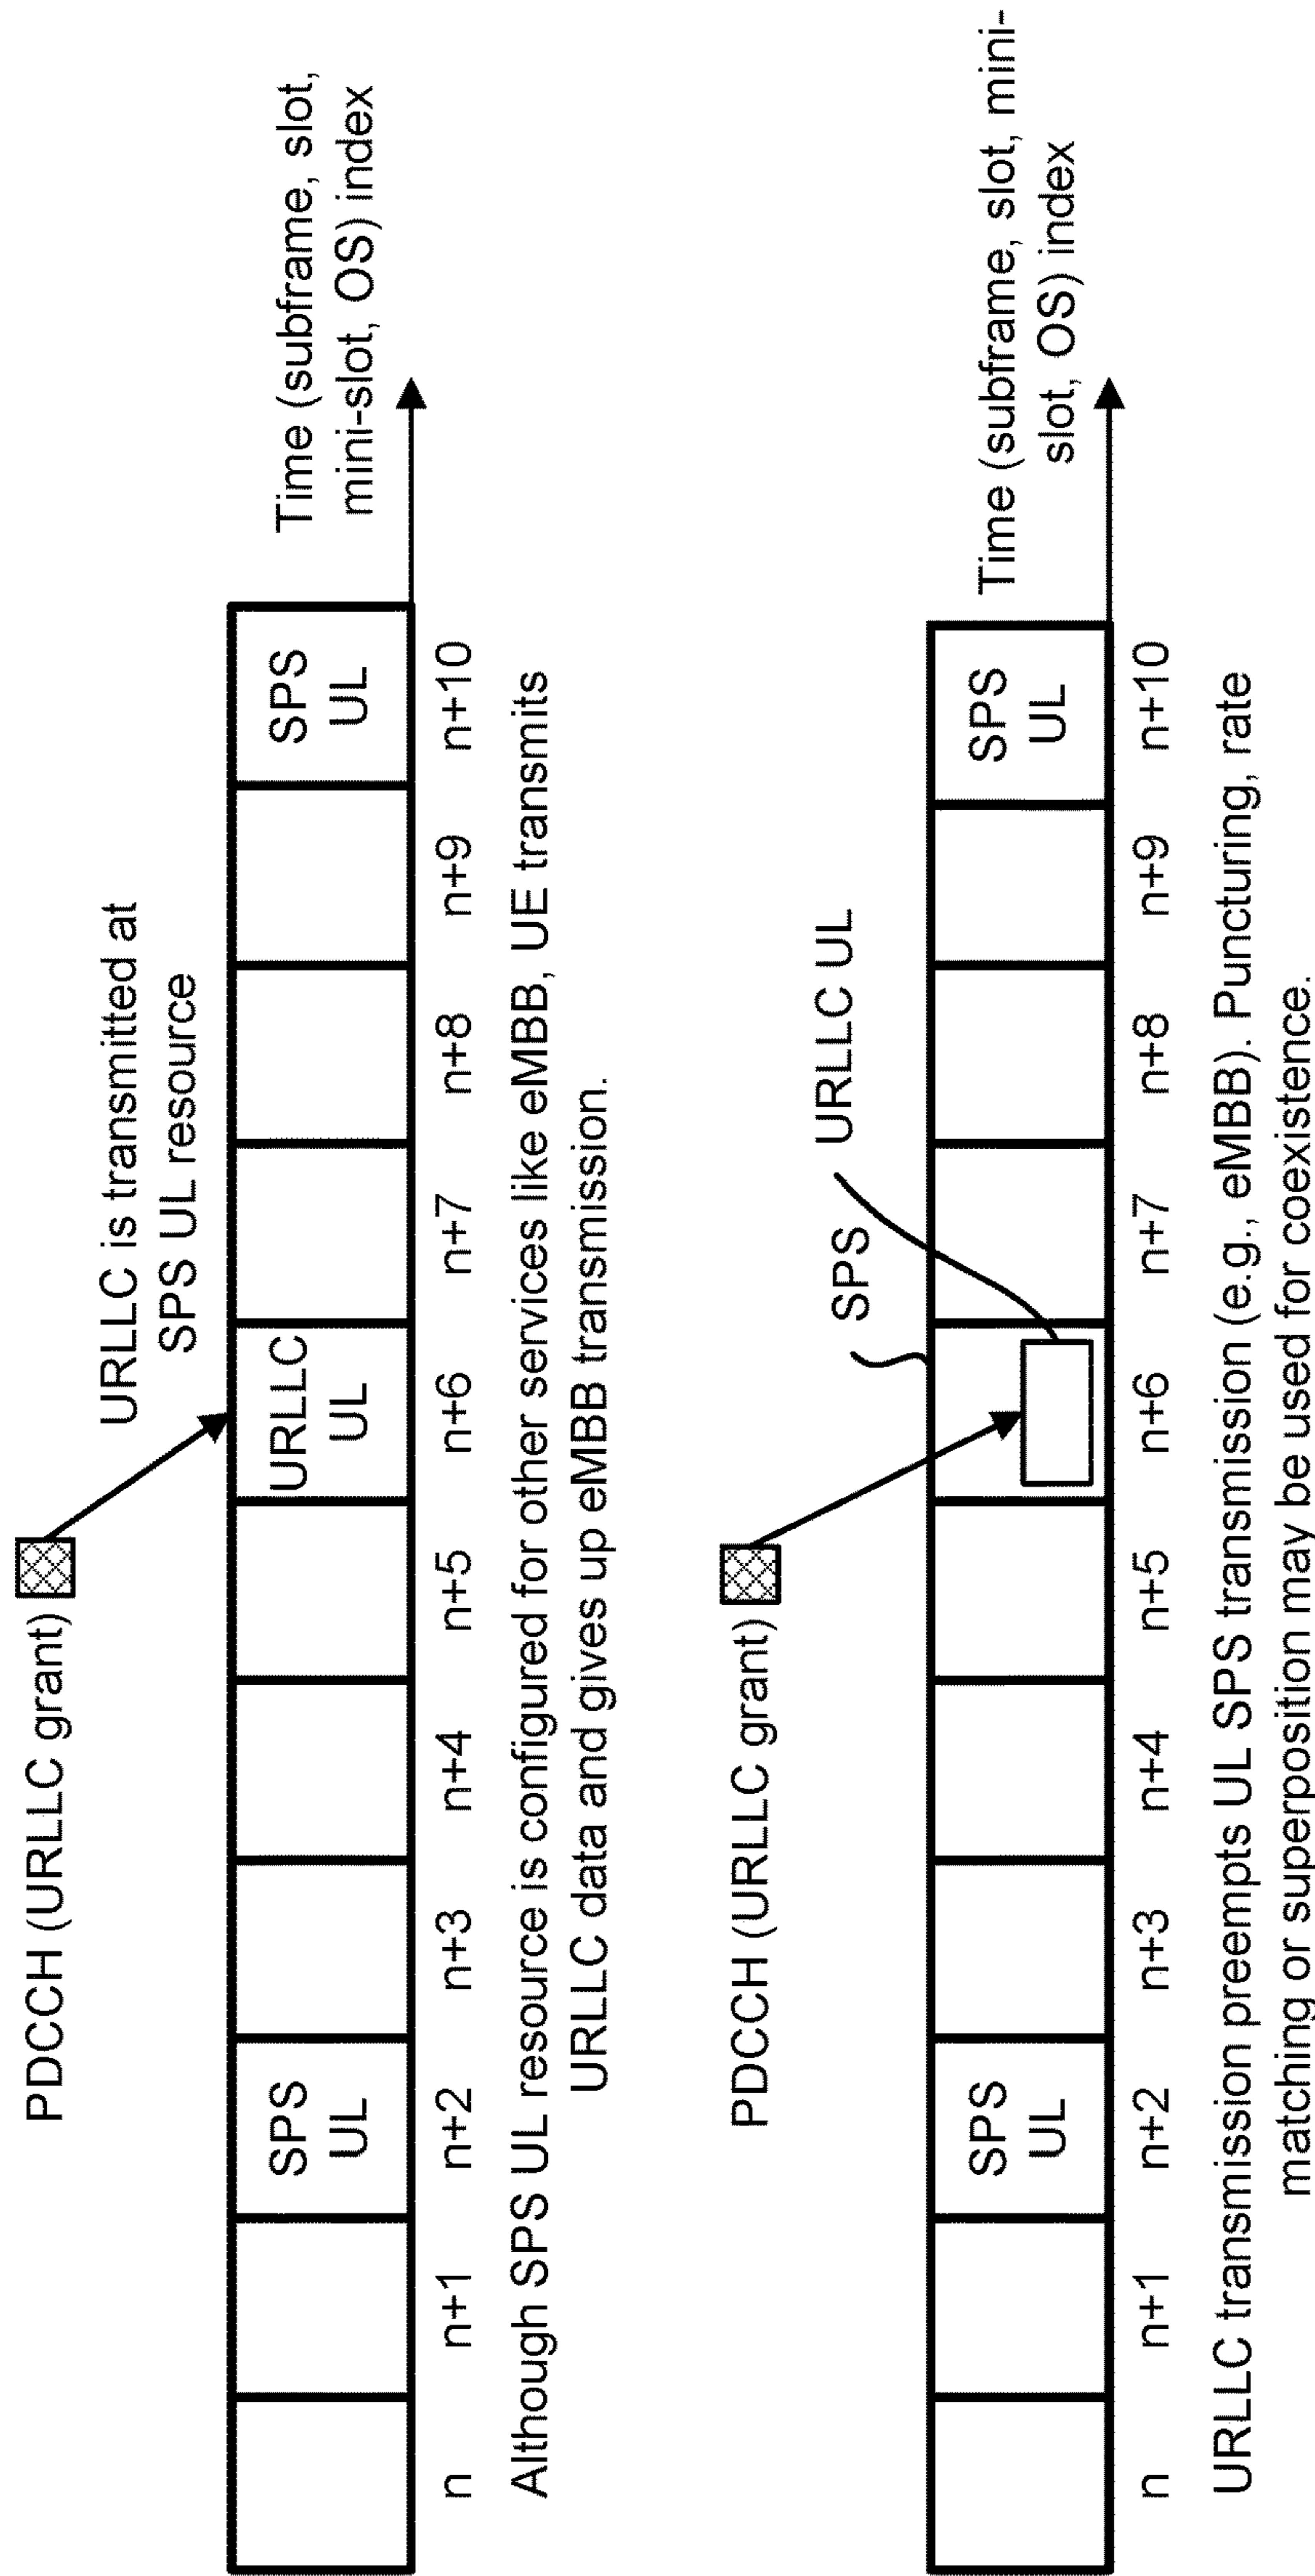 PDCCH (URLLC grant)
URLLC is transmitted at
SPS UL resource
SPS
UL
URLLC
UL
SPS
UL
Time (subframe, slot,
mini-slot, OS) index
n n+1 n+2 n+3 n+4 n+5 n+6 n+7 n+8 n+9 n+10
Although SPS UL resource is configured for other services like eMBB, UE transmits
URLLC data and gives up eMBB transmission.
PDCCH (URLLC grant)
SPS
URLLC UL
SPS
UL
SPS
UL
Time (subframe, slot, mini-
slot, OS) index
n n+1 n+2 n+3 n+4 n+5 n+6 n+7 n+8 n+9 n+10
URLLC transmission preempts UL SPS transmission (e.g., eMBB). Puncturing, rate
matching or superposition may be used for coexistence.